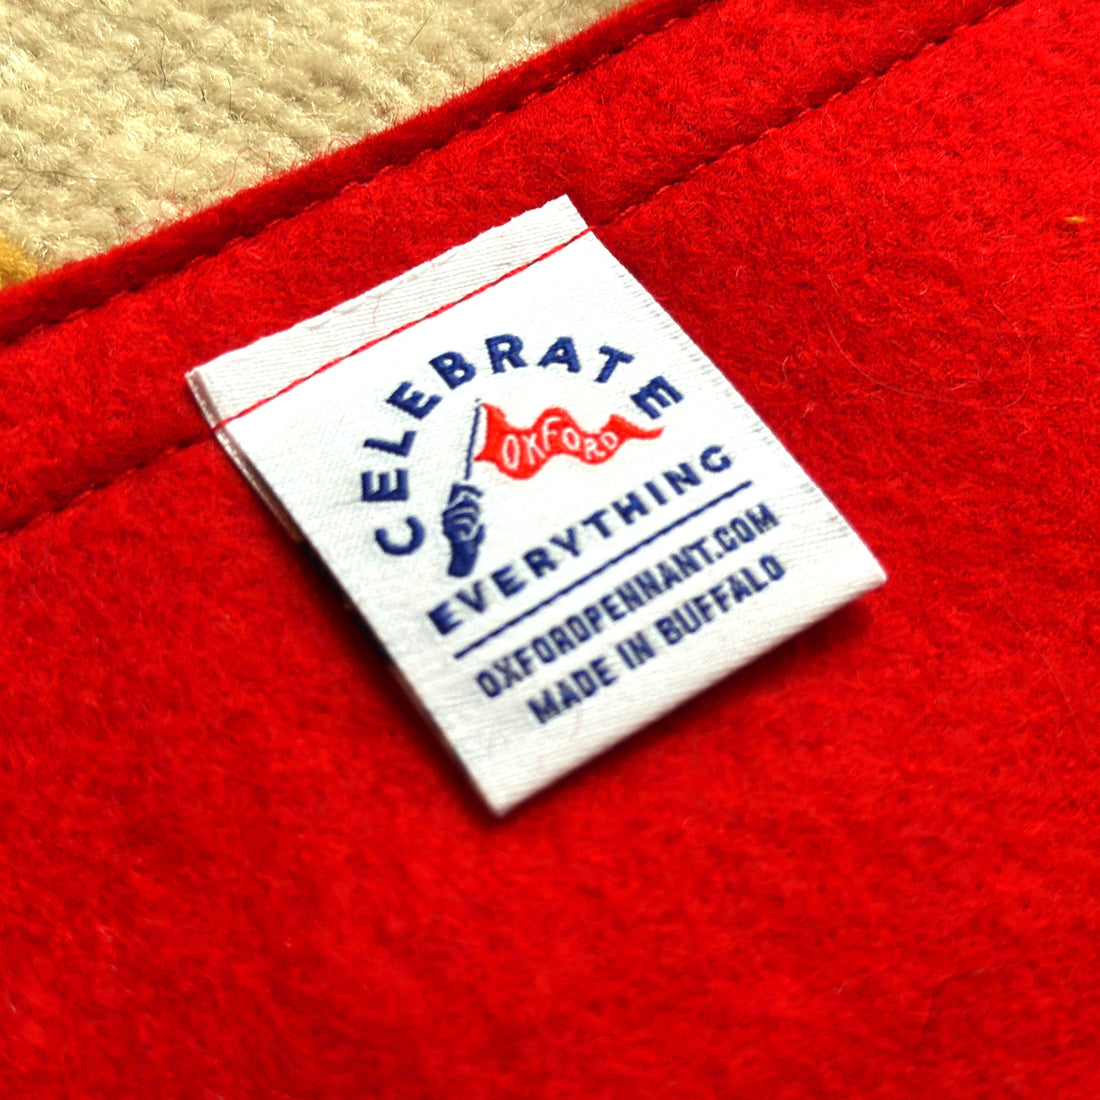 CELEBRATE
OXFORD
EVERYTHING
OXFORDPENNANT.COM
MADE IN BUFFALO